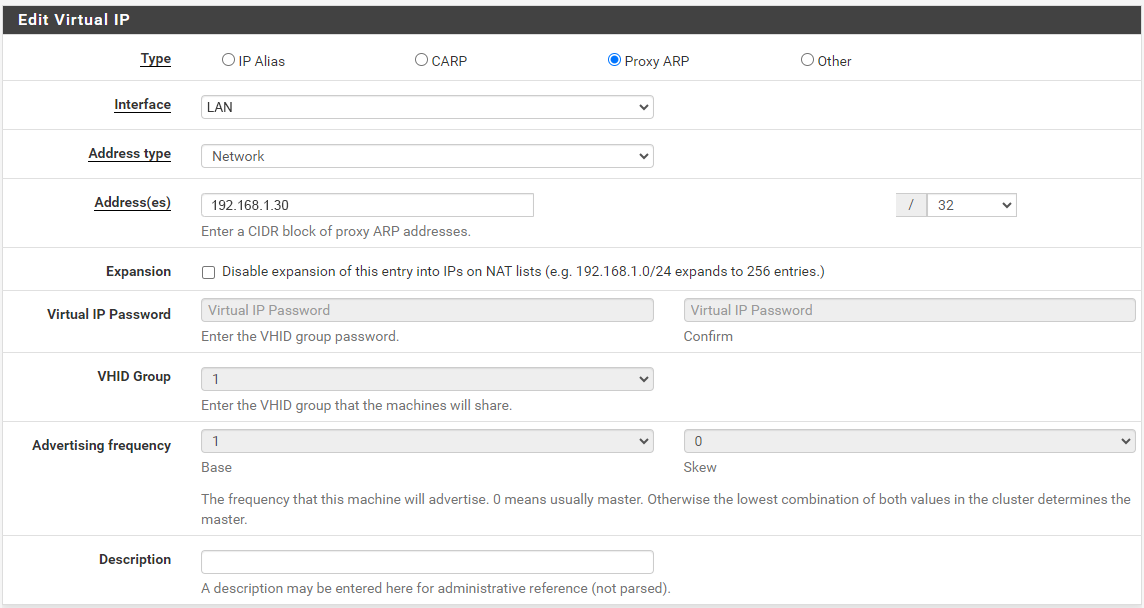 Edit Virtual IP
Type IP Alias CARP Proxy ARP Other
Interface LAN
Address type Network
Address(es) 192.168.1.30 / 32
Enter a CIDR block of proxy ARP addresses.
Expansion Disable expansion of this entry into IPs on NAT lists (e.g. 192.168.1.0/24 expands to 256 entries.)
Virtual IP Password Virtual IP Password Virtual IP Password
Enter the VHID group password. Confirm
VHID Group 1
Enter the VHID group that the machines will share.
Advertising frequency 1 0
Base Skew
The frequency that this machine will advertise. 0 means usually master. Otherwise the lowest combination of both values in the cluster determines the
master.
Description
A description may be entered here for administrative reference (not parsed).